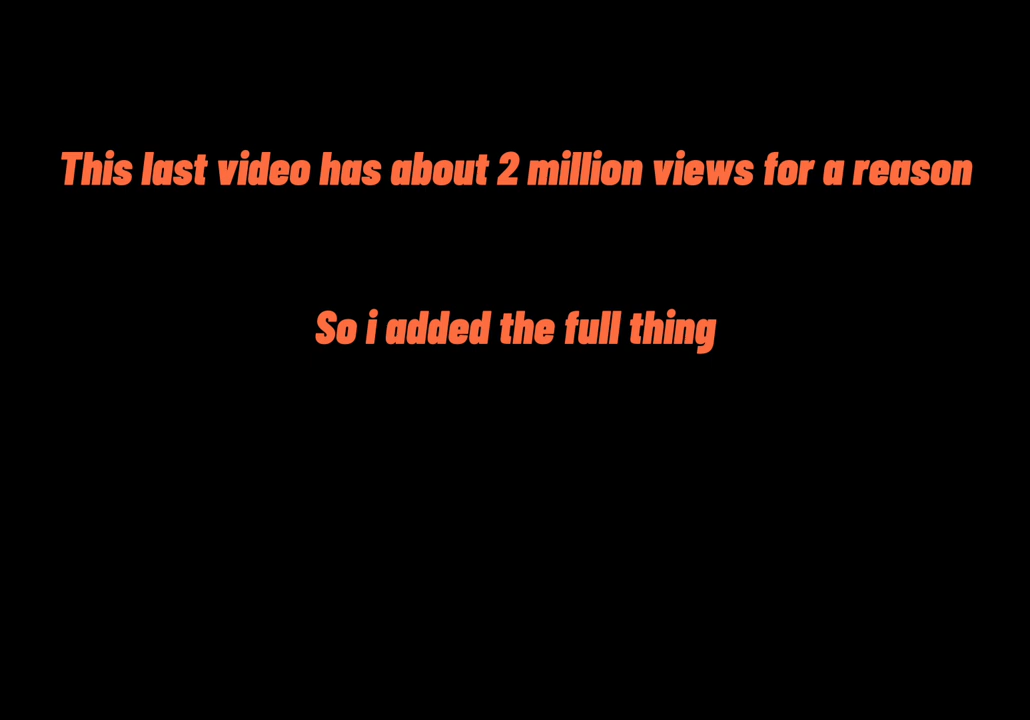 This last video has about 2 million views for a reason
So i added the full thing